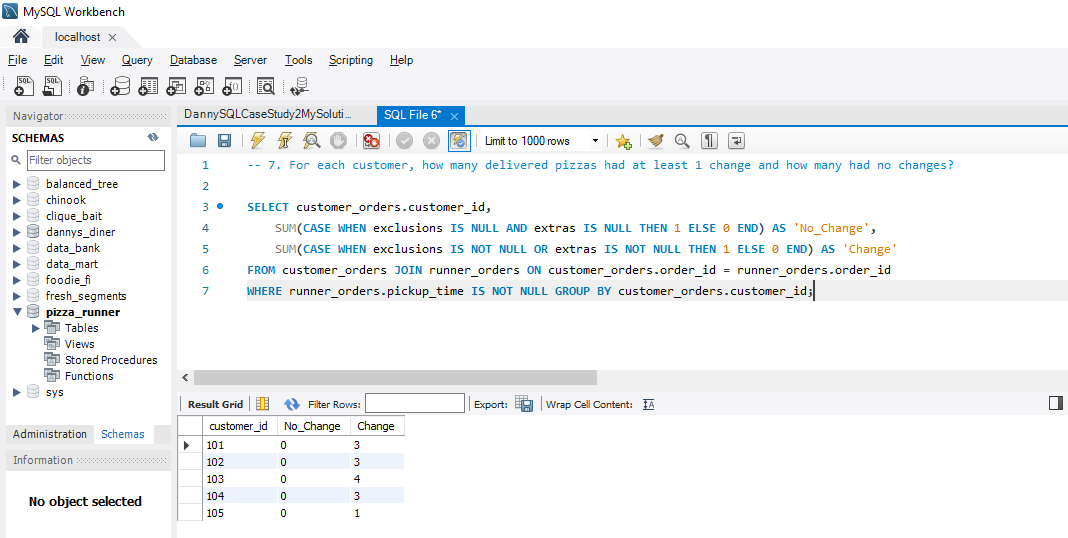 MySQL Workbench
localhost
File Edit View Query Database Server Tools Scripting Help
Navigator
SCHEMAS
Filter objects
balanced_tree
chinook
clique_bait
dannys_diner
data_bank
data_mart
foodie_fi
fresh_segments
pizza_runner
Tables
Views
Stored Procedures
Functions
sys
Administration Schemas
Information
No object selected
DannySQLCaseStudy2MySoluti... SQL File 6*
Limit to 1000 rows
1 -- 7. For each customer, how many delivered pizzas had at least 1 change and how many had no changes?
2
3 SELECT customer_orders.customer_id,
4 SUM(CASE WHEN exclusions IS NULL AND extras IS NULL THEN 1 ELSE 0 END) AS 'No_Change',
5 SUM(CASE WHEN exclusions IS NOT NULL OR extras IS NOT NULL THEN 1 ELSE 0 END) AS 'Change'
6 FROM customer_orders JOIN runner_orders ON customer_orders.order_id = runner_orders.order_id
7 WHERE runner_orders.pickup_time IS NOT NULL GROUP BY customer_orders.customer_id;
Result Grid Filter Rows: Export: Wrap Cell Content:
customer_id No_Change Change
101 0 3
102 0 3
103 0 4
104 0 3
105 0 1